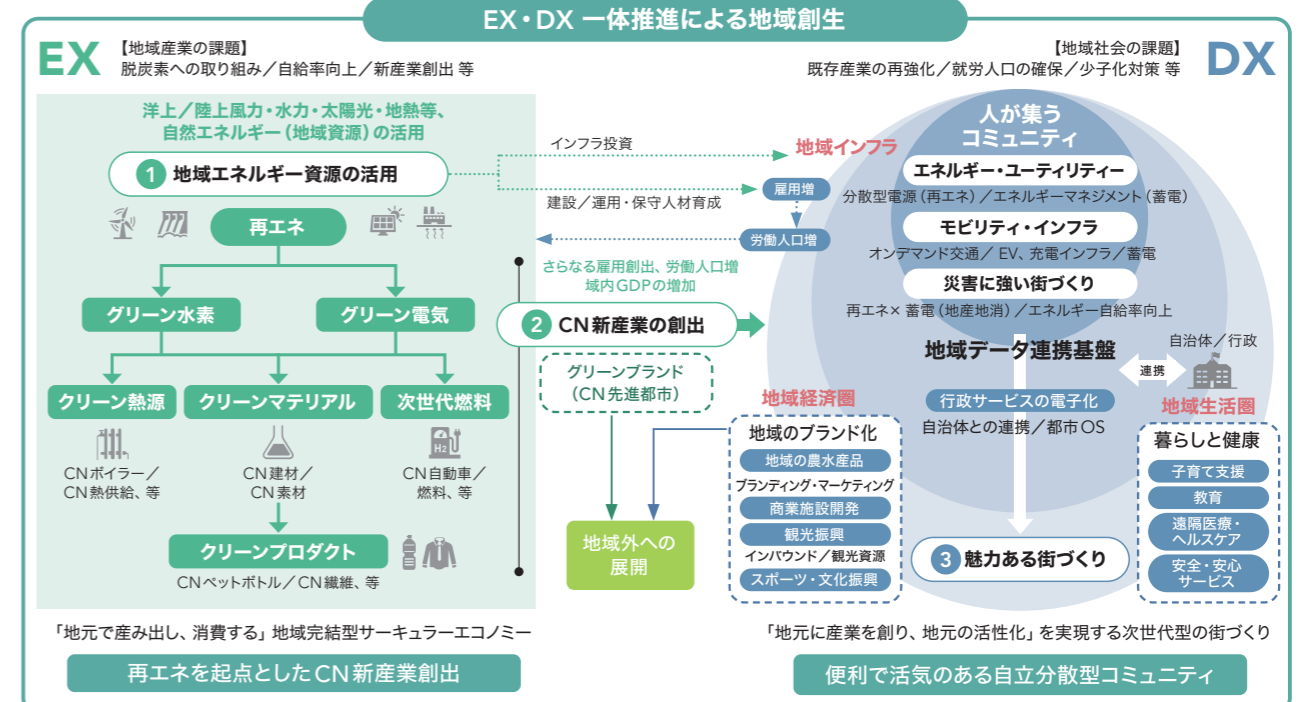 EX・DX 一体推進による地域創生
EX
【地域産業の課題】
脱炭素への取り組み／自給率向上／新産業創出 等
【地域社会の課題】
既存産業の再強化／就労人口の確保／少子化対策 等
DX
洋上／陸上風力・水力・太陽光・地熱等、
自然エネルギー（地域資源）の活用
1 地域エネルギー資源の活用
再エネ
グリーン水素
グリーン電気
クリーン熱源
クリーンマテリアル
次世代燃料
H2
CNボイラー／
CN熱供給、等
CN建材／
CN素材
CN自動車／
燃料、等
クリーンプロダクト
CNペットボトル／CN繊維、等
「地元で産み出し、消費する」地域完結型サーキュラーエコノミー
再エネを起点としたCN新産業創出
インフラ投資
地域インフラ
雇用増
建設／運用・保守人材育成
労働人口増
さらなる雇用創出、労働人口増
域内GDPの増加
2 CN新産業の創出
グリーンブランド
（CN先進都市）
地域外への
展開
人が集う
コミュニティ
エネルギー・ユーティリティー
分散型電源（再エネ）／エネルギーマネジメント（蓄電）
モビリティ・インフラ
オンデマンド交通／EV、充電インフラ／蓄電
災害に強い街づくり
再エネ×蓄電（地産地消）／エネルギー自給率向上
地域データ連携基盤
自治体／行政
連携
行政サービスの電子化
自治体との連携／都市OS
地域経済圏
地域のブランド化
地域の農水産品
ブランディング・マーケティング
商業施設開発
観光振興
インバウンド／観光資源
スポーツ・文化振興
3 魅力ある街づくり
地域生活圏
暮らしと健康
子育て支援
教育
遠隔医療・
ヘルスケア
安全・安心
サービス
「地元に産業を創り、地元の活性化」を実現する次世代型の街づくり
便利で活気のある自立分散型コミュニティ